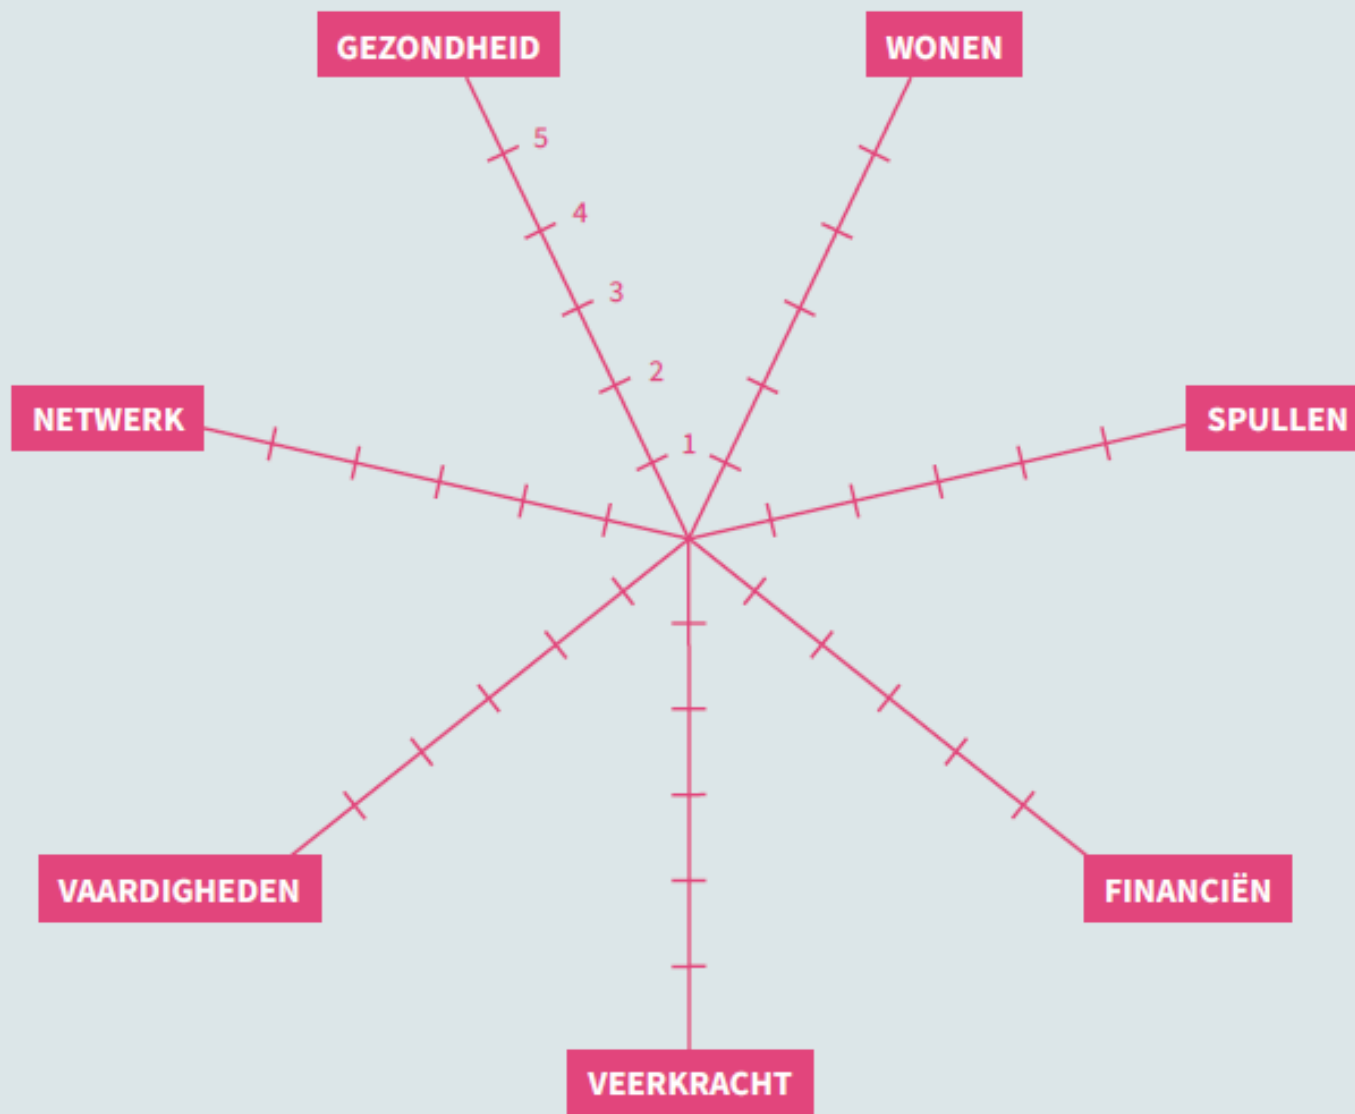 GEZONDHEID
WONEN
5
4
3
2
1
NETWERK
SPULLEN
VAARDIGHEDEN
FINANCIËN
VEERKRACHT